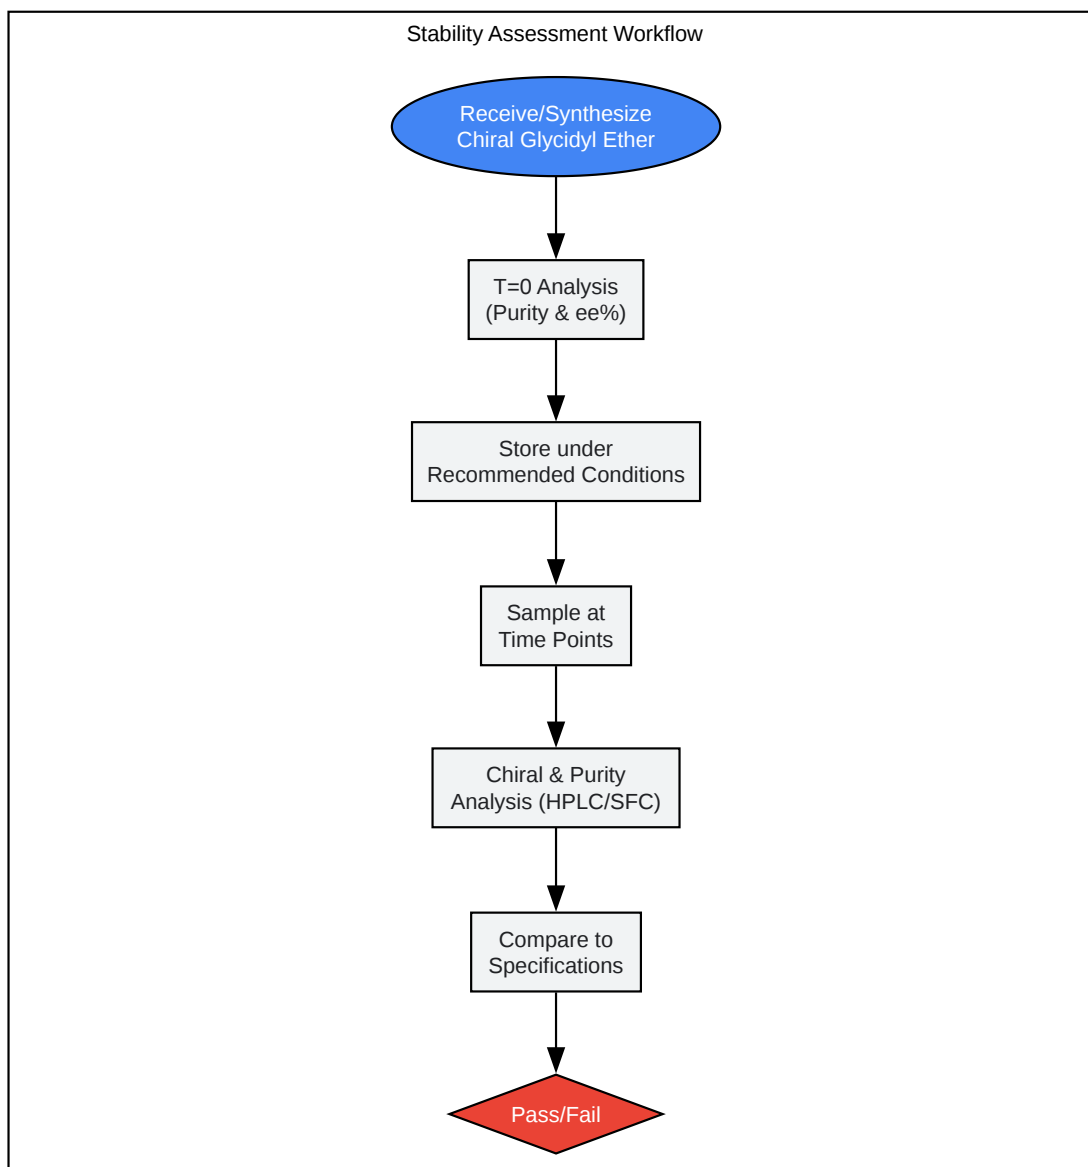 Stability Assessment Workflow
Receive/Synthesize
Chiral Glycidyl Ether
T=0 Analysis
(Purity & ee%)
Store under
Recommended Conditions
Sample at
Time Points
Chiral & Purity
Analysis (HPLC/SFC)
Compare to
Specifications
Pass/Fail